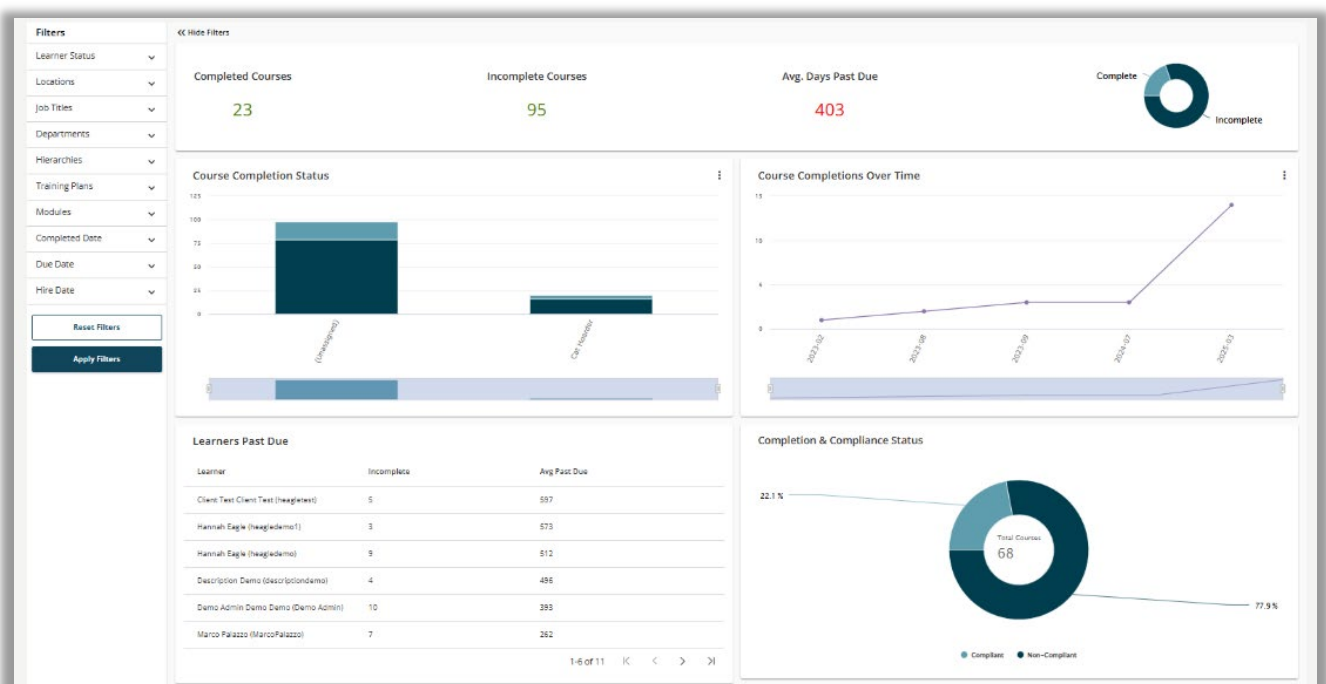 Filters
Learner Status
Locations
Job Titles
Departments
Hierarchies
Training Plans
Modules
Completed Date
Due Date
Hire Date
Reset Filters
Apply Filters
Hide Filters
Completed Courses
23
Incomplete Courses
95
Avg. Days Past Due
403
Complete
Incomplete
Course Completion Status
125
100
75
50
25
0
(Unassigned)
Cat Hoarder
Course Completions Over Time
15
10
5
0
2023-02
2023-08
2023-09
2024-07
2025-03
Learners Past Due
Learner Incomplete Avg Past Due
Client Test Client Test (heagletest) 5 597
Hannah Eagle (heagledemo1) 3 573
Hannah Eagle (heagledemo) 9 512
Description Demo (descriptiondemo) 4 496
Demo Admin Demo Demo (Demo Admin) 10 393
Marco Palazzo (MarcoPalazzo) 7 262
1-6 of 11
Completion & Compliance Status
22.1 %
Total Courses
68
77.9 %
Compliant Non-Compliant